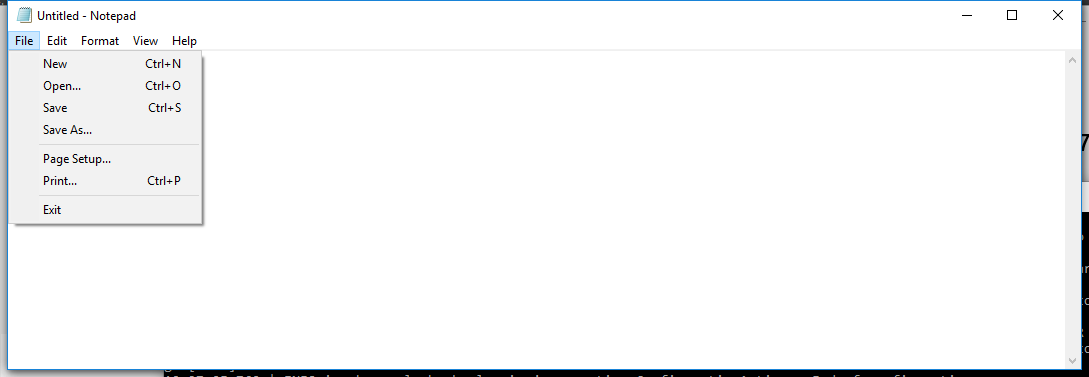 Untitled - Notepad
File Edit Format View Help
New Ctrl+N
Open... Ctrl+O
Save Ctrl+S
Save As...
Page Setup...
Print... Ctrl+P
Exit